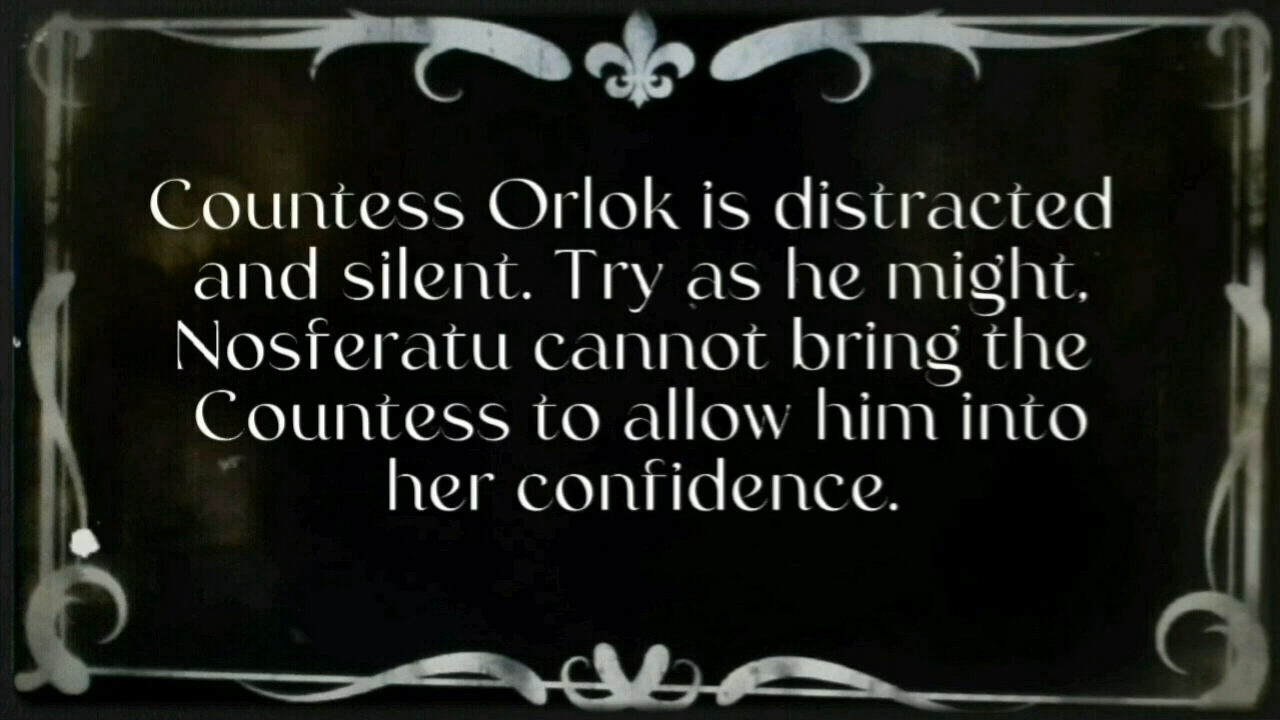 Countess Orlok is distracted
and silent. Try as he might,
Nosferatu cannot bring the
Countess to allow him into
her confidence.